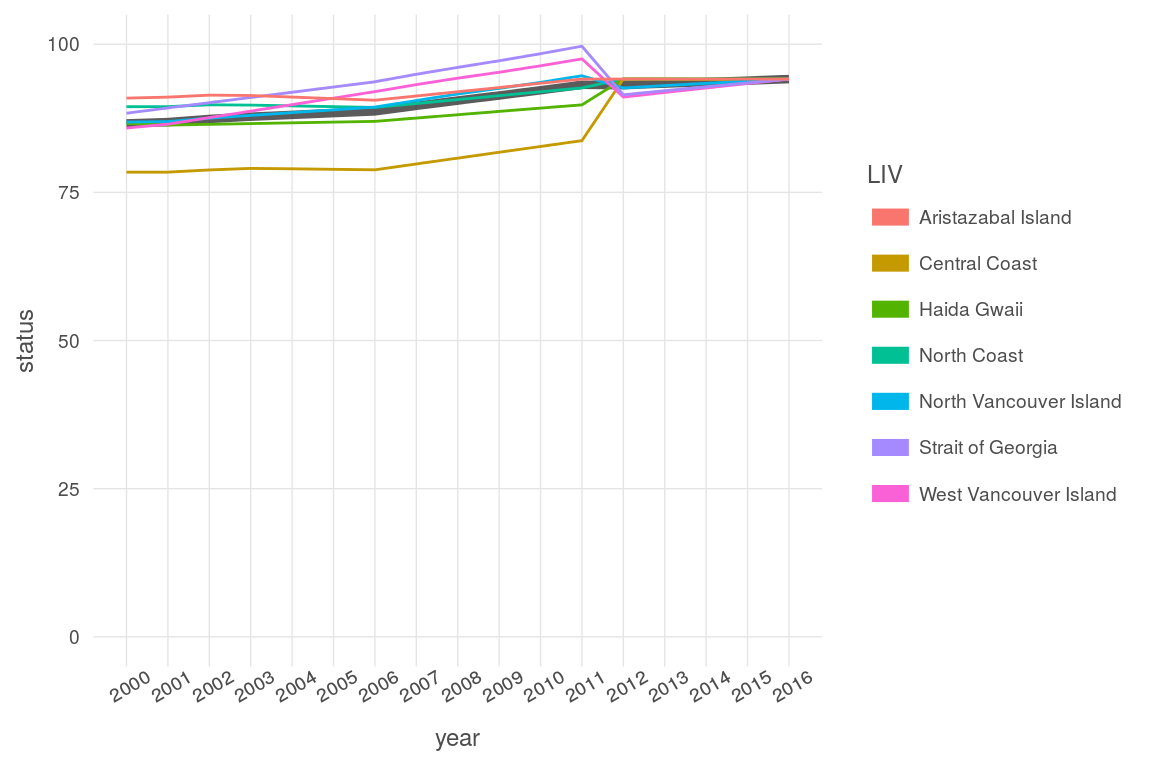 100
75
50
25
0
status
2000 2001 2002 2003 2004 2005 2006 2007 2008 2009 2010 2011 2012 2013 2014 2015 2016
year
LIV
Aristazabal Island
Central Coast
Haida Gwaii
North Coast
North Vancouver Island
Strait of Georgia
West Vancouver Island